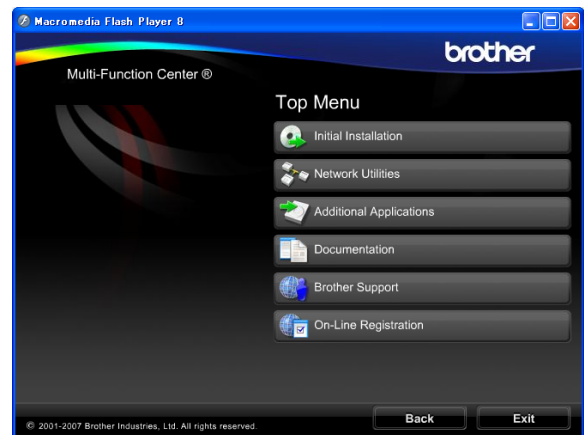 Macromedia Flash Player 8
brother
Multi-Function Center ®
Top Menu
Initial Installation
Network Utilities
Additional Applications
Documentation
Brother Support
On-Line Registration
Back
Exit
© 2001-2007 Brother Industries, Ltd. All rights reserved.